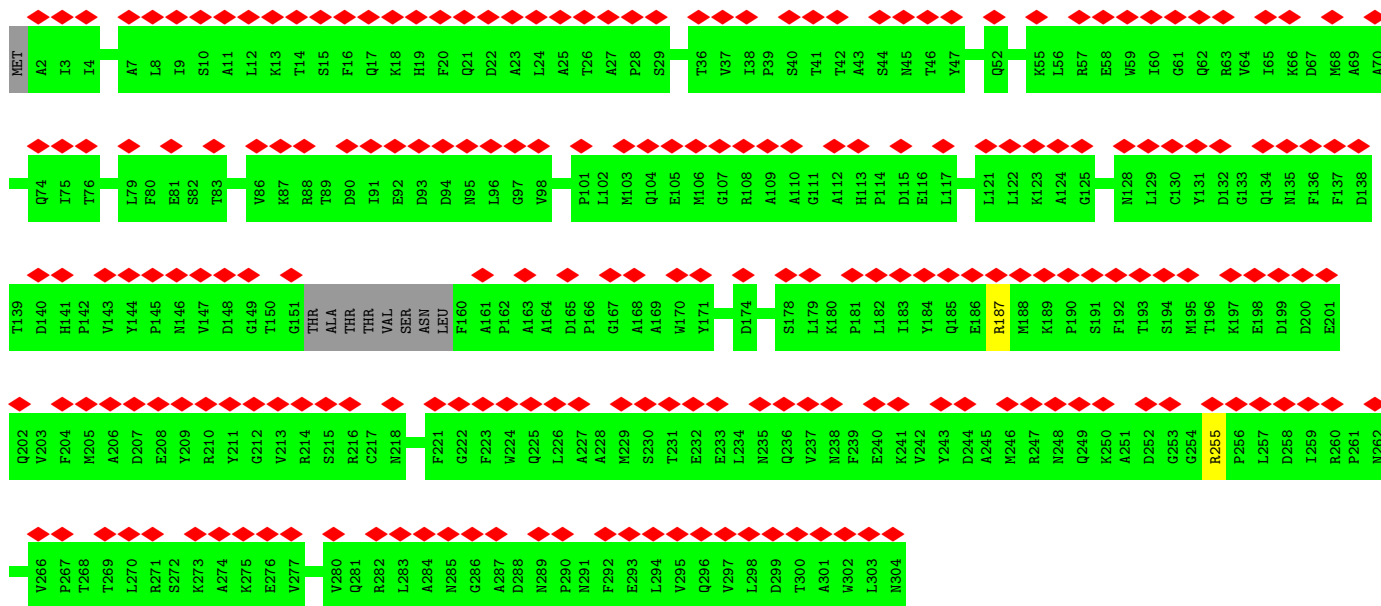 MET A2 I3 I4 A7 L8 I9 S10 A11 L12 K13 T14 S15 F16 Q17 K18 H19 F20 Q21 D22 A23 L24 A25 T26 A27 P28 S29 T36 V37 I38 P39 S40 T41 T42 A43 S44 N45 T46 Y47 Q52 K55 L56 R57 E58 W59 I60 G61 Q62 R63 V64 I65 K66 D67 M68 A69 A70
Q74 I75 T76 L79 F80 E81 S82 T83 V86 K87 R88 T89 D90 I91 E92 D93 D94 N95 L96 G97 V98 P101 L102 M103 Q104 E105 M106 G107 R108 A109 A110 G111 A112 H113 P114 D115 E116 L117 L121 L122 K123 A124 G125 N128 L129 C130 Y131 D132 G133 Q134 N135 F136 F137 D138
T139 D140 H141 P142 V143 Y144 P145 N146 V147 D148 G149 T150 G151 THR ALA THR THR VAL SER ASN LEU F160 A161 P162 A163 A164 D165 P166 G167 A168 A169 W170 Y171 D174 S178 L179 K180 P181 L182 I183 Y184 Q185 E186 R187 M188 K189 P190 S191 F192 T193 S194 M195 T196 K197 E198 D199 D200 E201
Q202 V203 F204 M205 A206 D207 E208 Y209 R210 Y211 G212 V213 R214 S215 R216 C217 N218 F221 G222 F223 W224 Q225 L226 A227 A228 M229 S230 T231 E232 E233 L234 N235 Q236 V237 N238 F239 E240 K241 V242 Y243 D244 A245 M246 R247 N248 Q249 K250 A251 D252 G253 G254 R255 P256 L257 D258 I259 R260 P261 N262
V266 P267 T268 T269 L270 R271 S272 K273 A274 K275 E276 V277 V280 Q281 R282 L283 A284 N285 G286 A287 D288 N289 P290 N291 F292 E293 L294 V295 Q296 V297 L298 D299 T300 A301 W302 L303 N304